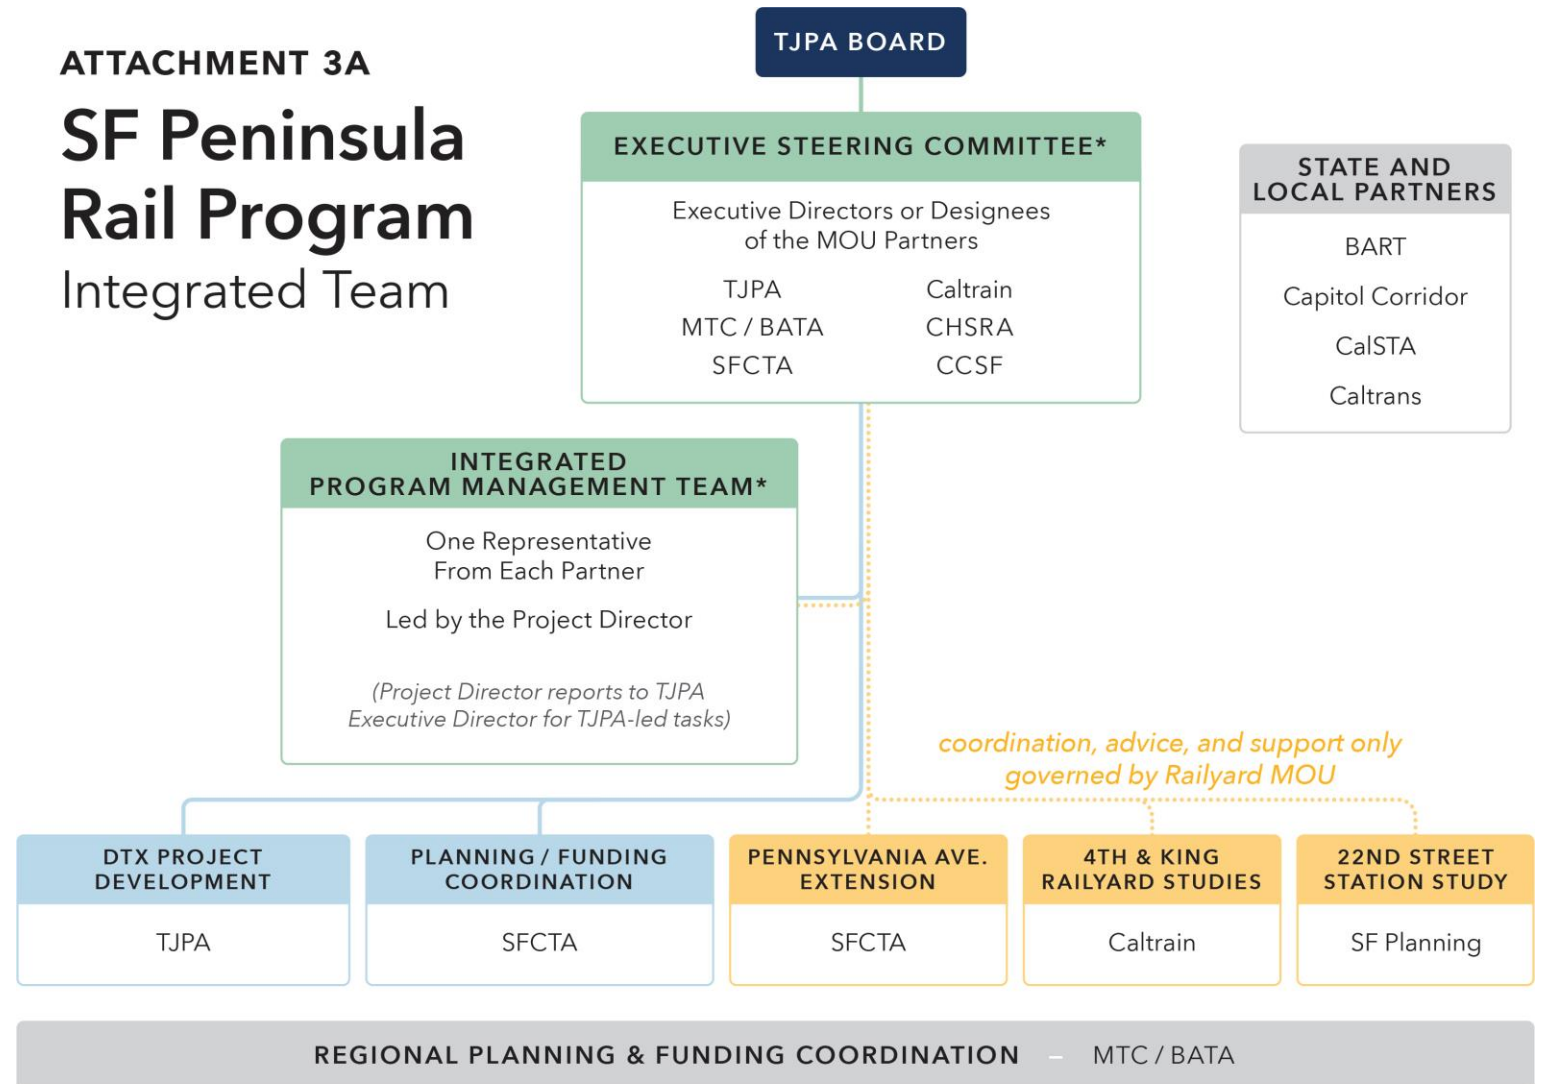 ATTACHMENT 3A
SF Peninsula
Rail Program
Integrated Team
TJPA BOARD
EXECUTIVE STEERING COMMITTEE*
Executive Directors or Designees
of the MOU Partners
TJPA
MTC / BATA
SFCTA
Caltrain
CHSRA
CCSF
STATE AND
LOCAL PARTNERS
BART
Capitol Corridor
CalSTA
Caltrans
INTEGRATED
PROGRAM MANAGEMENT TEAM*
One Representative
From Each Partner
Led by the Project Director
(Project Director reports to TJPA
Executive Director for TJPA-led tasks)
coordination, advice, and support only
governed by Railyard MOU
DTX PROJECT
DEVELOPMENT
TJPA
PLANNING / FUNDING
COORDINATION
SFCTA
PENNSYLVANIA AVE.
EXTENSION
SFCTA
4TH & KING
RAILYARD STUDIES
Caltrain
22ND STREET
STATION STUDY
SF Planning
REGIONAL PLANNING & FUNDING COORDINATION – MTC / BATA